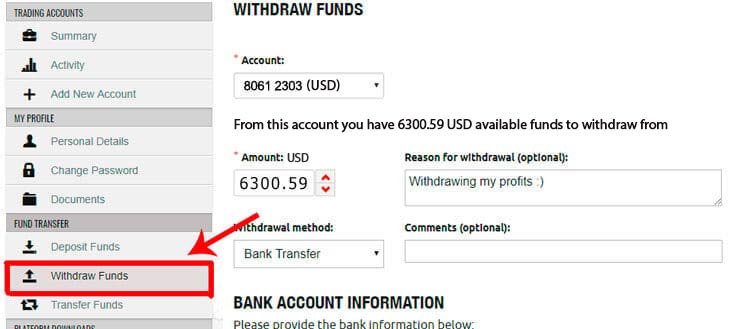 TRADING ACCOUNTS
Summary
Activity
Add New Account
MY PROFILE
Personal Details
Change Password
Documents
FUND TRANSFER
Deposit Funds
Withdraw Funds
Transfer Funds
PLATFORM DOWNLOADS
WITHDRAW FUNDS
* Account:
8061 2303 (USD)
From this account you have 6300.59 USD available funds to withdraw from
* Amount: USD
6300.59
Reason for withdrawal (optional):
Withdrawing my profits :)
Withdrawal method:
Bank Transfer
Comments (optional):
BANK ACCOUNT INFORMATION
Please provide the bank information below: